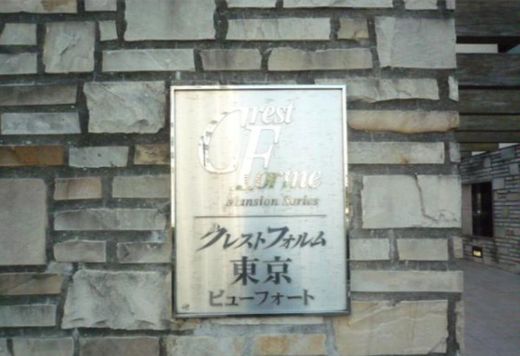 Crest
Forme
Mansion Series
クレストフォルム
東京
ビューフォート